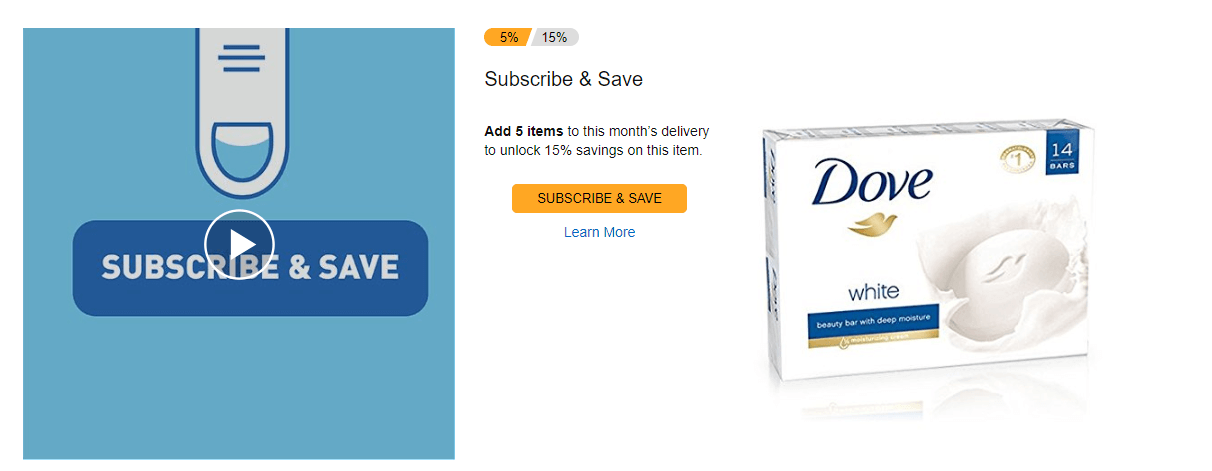 SUBSCRIBE & SAVE
5% 15%
Subscribe & Save
Add 5 items to this month's delivery
to unlock 15% savings on this item.
SUBSCRIBE & SAVE
Learn More
#1
14
BARS
Dove
white
beauty bar with deep moisture
¼ moisturizing cream
Dove
Dove